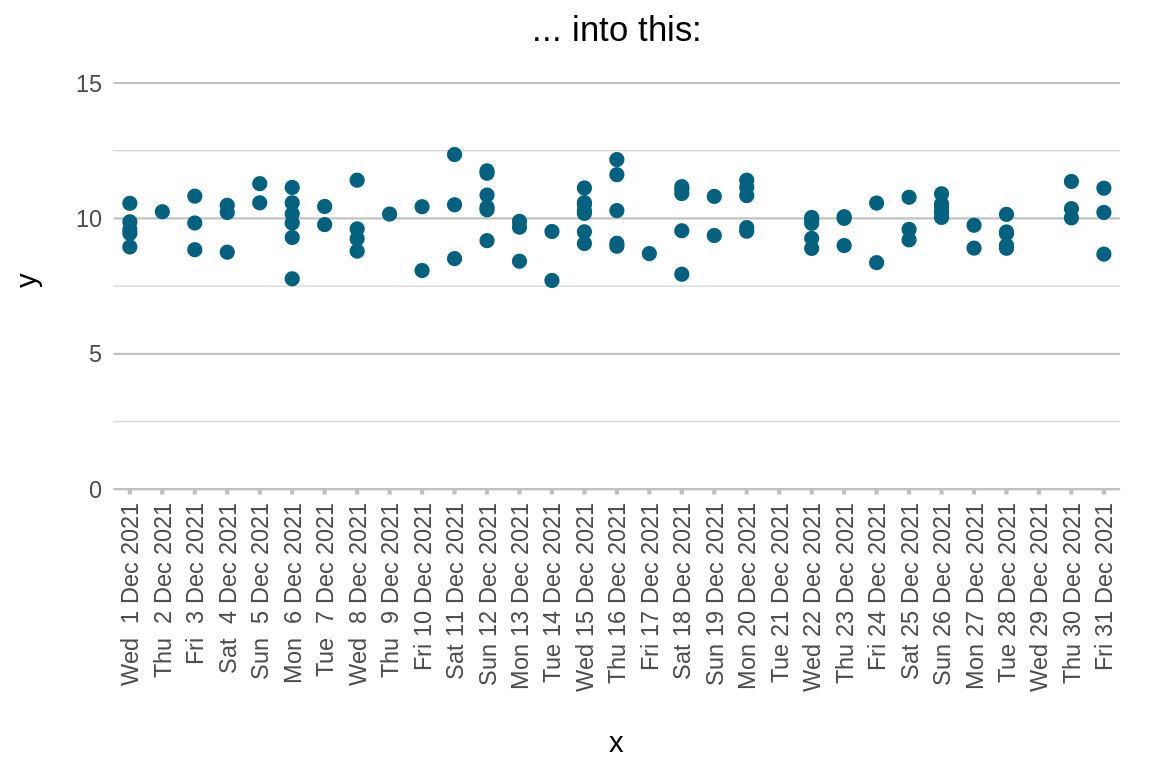 ... into this:
15
10
5
0
y
Wed  1 Dec 2021
Thu  2 Dec 2021
Fri  3 Dec 2021
Sat  4 Dec 2021
Sun  5 Dec 2021
Mon  6 Dec 2021
Tue  7 Dec 2021
Wed  8 Dec 2021
Thu  9 Dec 2021
Fri 10 Dec 2021
Sat 11 Dec 2021
Sun 12 Dec 2021
Mon 13 Dec 2021
Tue 14 Dec 2021
Wed 15 Dec 2021
Thu 16 Dec 2021
Fri 17 Dec 2021
Sat 18 Dec 2021
Sun 19 Dec 2021
Mon 20 Dec 2021
Tue 21 Dec 2021
Wed 22 Dec 2021
Thu 23 Dec 2021
Fri 24 Dec 2021
Sat 25 Dec 2021
Sun 26 Dec 2021
Mon 27 Dec 2021
Tue 28 Dec 2021
Wed 29 Dec 2021
Thu 30 Dec 2021
Fri 31 Dec 2021
x